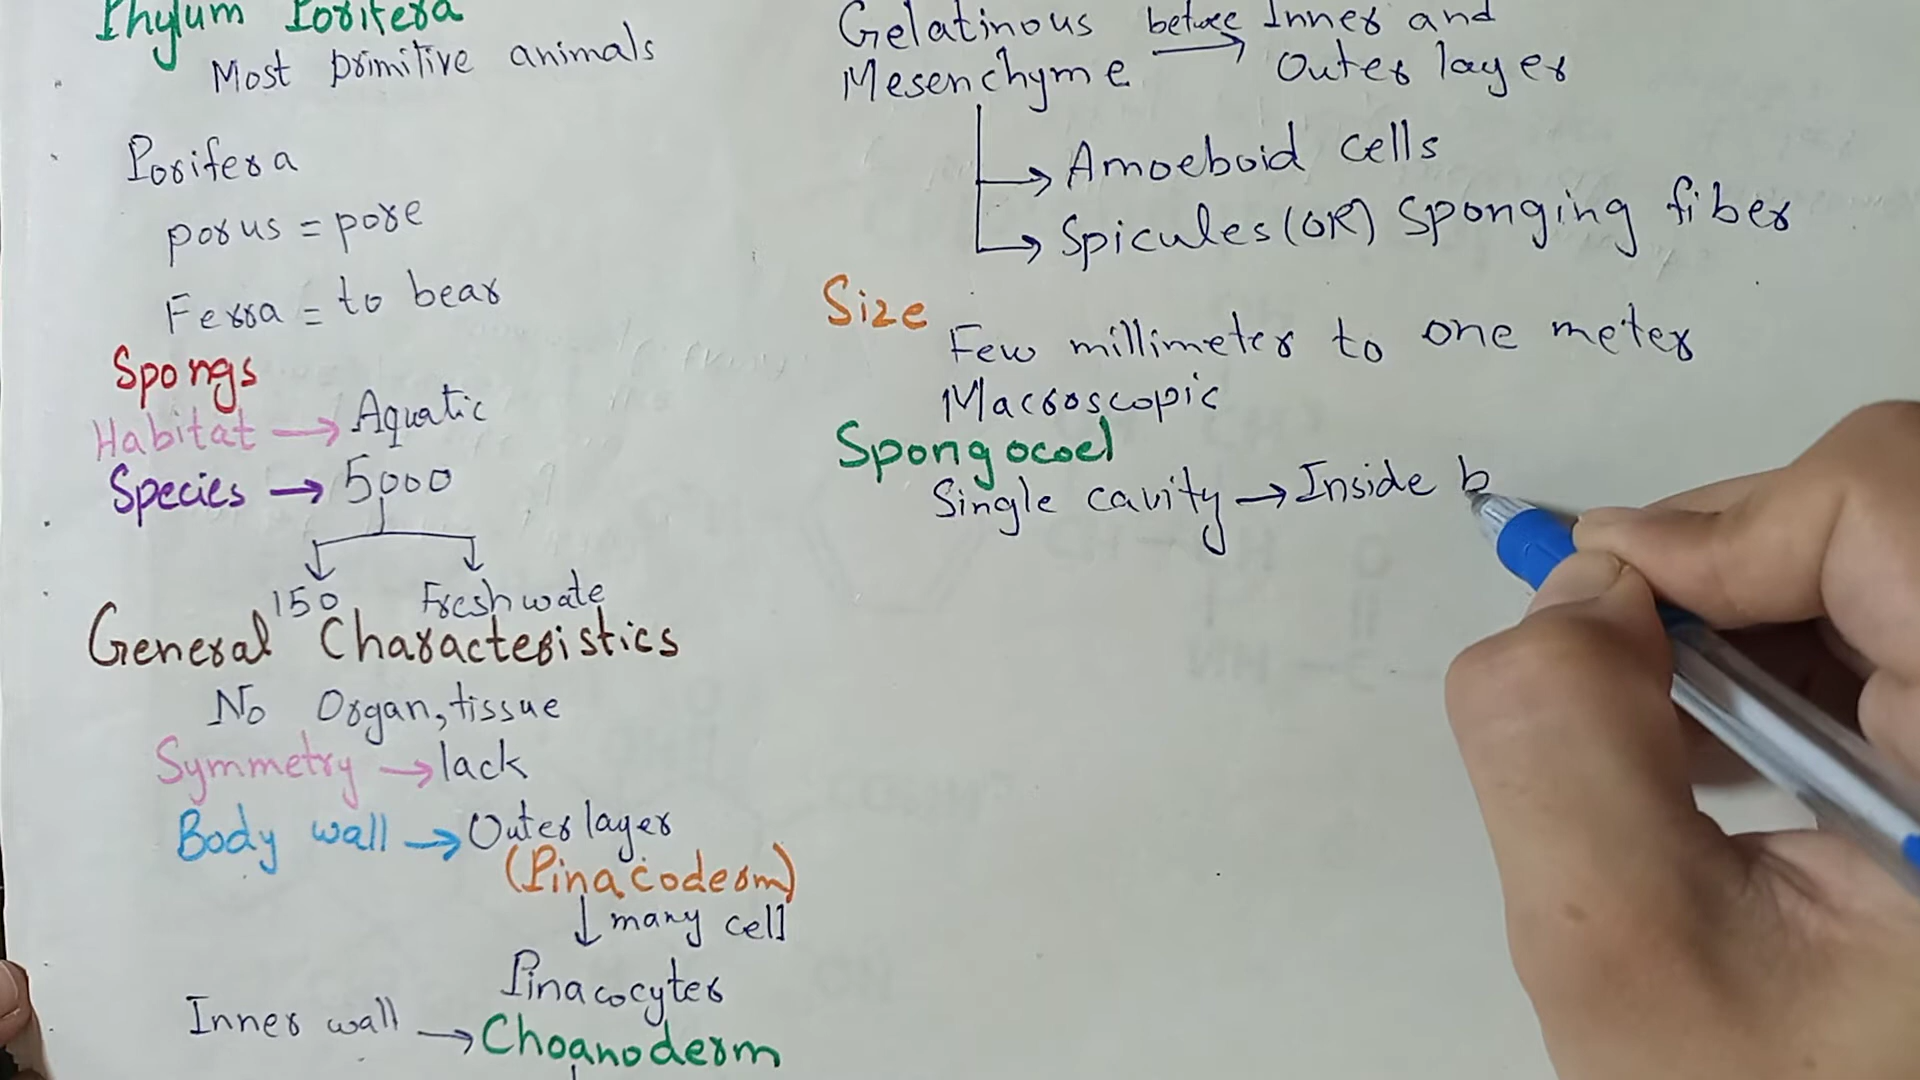 Phylum Porifera
Most primitive animals
Porifera
porus = pore
Ferra = to bear
Spongs
Habitat → Aquatic
Species → 5000
150 Freshwate
General Characteristics
No Organ, tissue
Symmetry → lack
Body wall → Outer layer
(Pinacoderm)
↓ many cell
Pinacocytes
Inner wall → Choanoderm
Gelatinous betwee Inner and
Mesenchyme → Outer layer
→ Amoeboid cells
→ Spicules (OR) Sponging fiber
Size
Few millimeter to one meter
Macroscopic
Spongocoel
Single cavity → Inside b